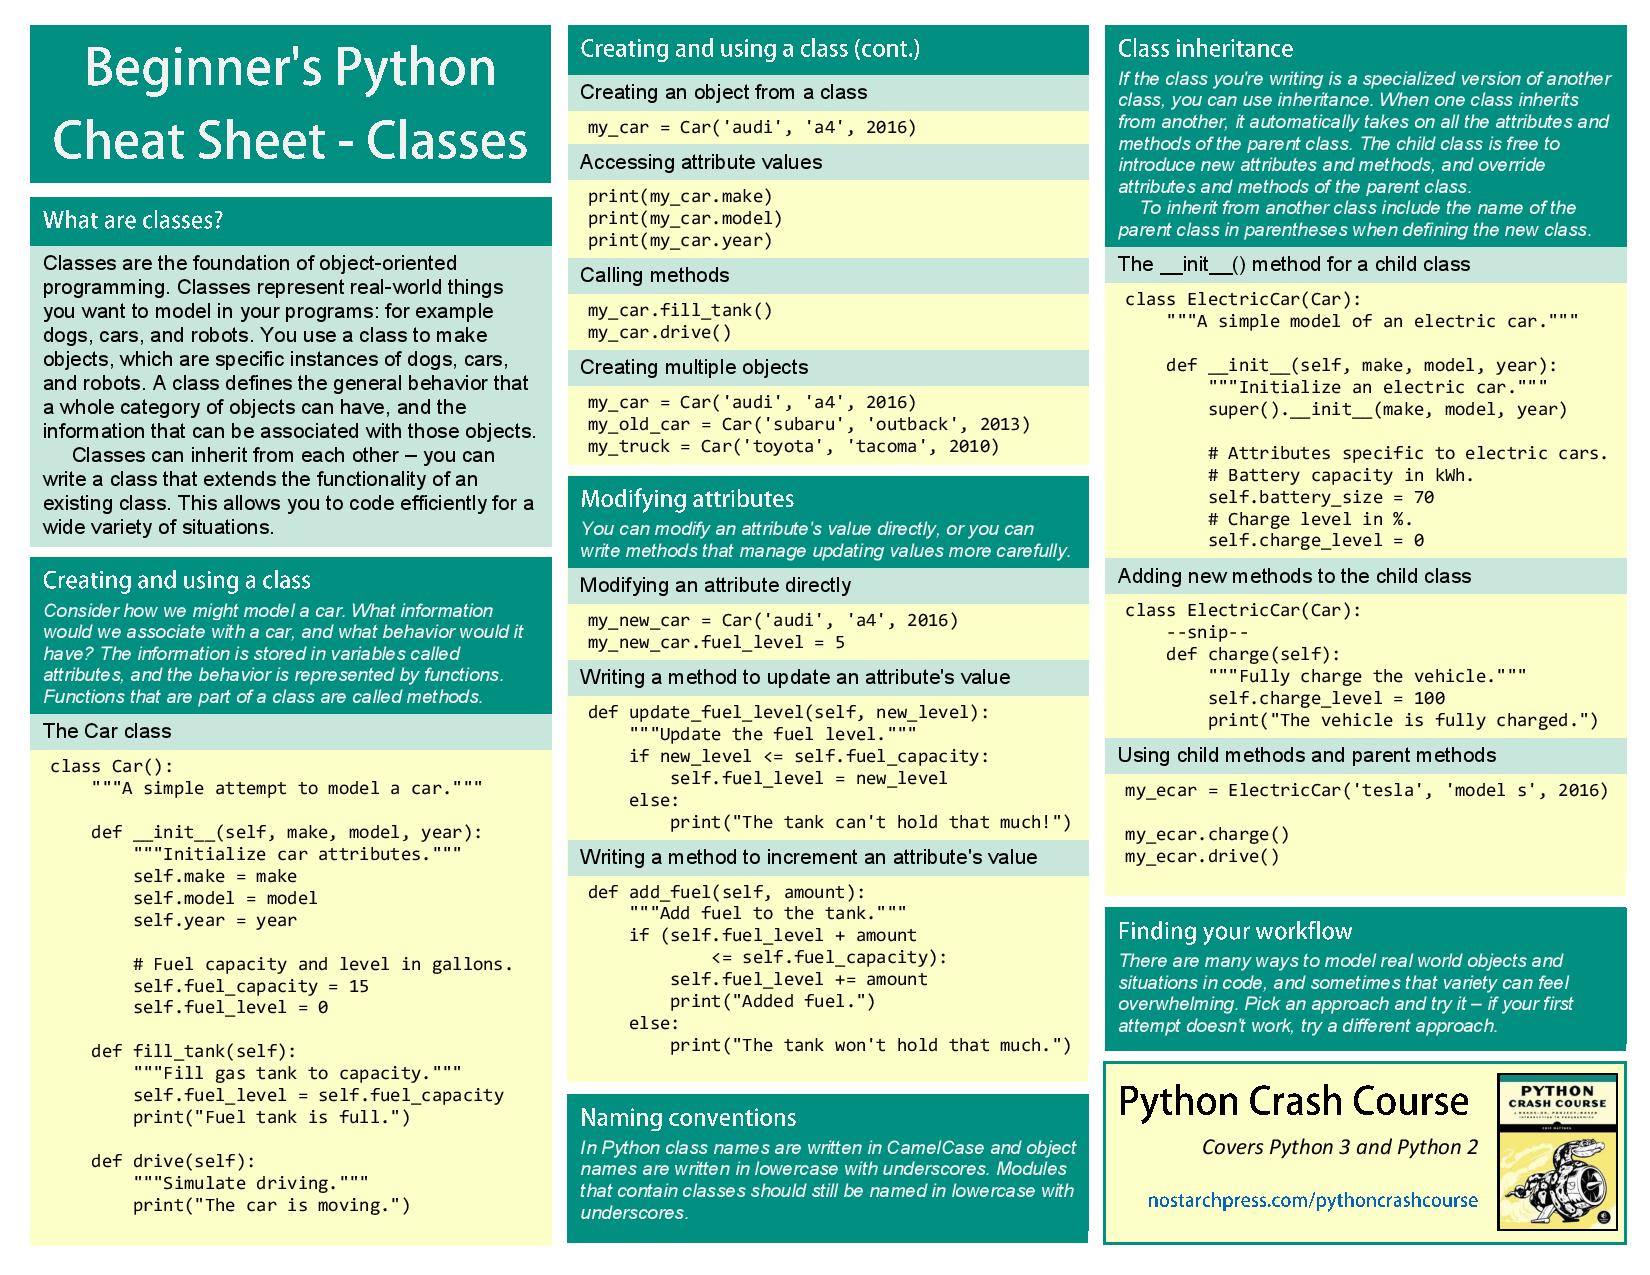 Beginner's Python
Cheat Sheet - Classes
What are classes?
Classes are the foundation of object-oriented
programming. Classes represent real-world things
you want to model in your programs: for example
dogs, cars, and robots. You use a class to make
objects, which are specific instances of dogs, cars,
and robots. A class defines the general behavior that
a whole category of objects can have, and the
information that can be associated with those objects.
Classes can inherit from each other – you can
write a class that extends the functionality of an
existing class. This allows you to code efficiently for a
wide variety of situations.
Creating and using a class
Consider how we might model a car. What information
would we associate with a car, and what behavior would it
have? The information is stored in variables called
attributes, and the behavior is represented by functions.
Functions that are part of a class are called methods.
The Car class
class Car():
    """A simple attempt to model a car."""

    def __init__(self, make, model, year):
        """Initialize car attributes."""
        self.make = make
        self.model = model
        self.year = year

        # Fuel capacity and level in gallons.
        self.fuel_capacity = 15
        self.fuel_level = 0

    def fill_tank(self):
        """Fill gas tank to capacity."""
        self.fuel_level = self.fuel_capacity
        print("Fuel tank is full.")

    def drive(self):
        """Simulate driving."""
        print("The car is moving.")
Creating and using a class (cont.)
Creating an object from a class
my_car = Car('audi', 'a4', 2016)
Accessing attribute values
print(my_car.make)
print(my_car.model)
print(my_car.year)
Calling methods
my_car.fill_tank()
my_car.drive()
Creating multiple objects
my_car = Car('audi', 'a4', 2016)
my_old_car = Car('subaru', 'outback', 2013)
my_truck = Car('toyota', 'tacoma', 2010)
Modifying attributes
You can modify an attribute's value directly, or you can
write methods that manage updating values more carefully.
Modifying an attribute directly
my_new_car = Car('audi', 'a4', 2016)
my_new_car.fuel_level = 5
Writing a method to update an attribute's value
def update_fuel_level(self, new_level):
    """Update the fuel level."""
    if new_level <= self.fuel_capacity:
        self.fuel_level = new_level
    else:
        print("The tank can't hold that much!")
Writing a method to increment an attribute's value
def add_fuel(self, amount):
    """Add fuel to the tank."""
    if (self.fuel_level + amount
            <= self.fuel_capacity):
        self.fuel_level += amount
        print("Added fuel.")
    else:
        print("The tank won't hold that much.")
Naming conventions
In Python class names are written in CamelCase and object
names are written in lowercase with underscores. Modules
that contain classes should still be named in lowercase with
underscores.
Class inheritance
If the class you're writing is a specialized version of another
class, you can use inheritance. When one class inherits
from another, it automatically takes on all the attributes and
methods of the parent class. The child class is free to
introduce new attributes and methods, and override
attributes and methods of the parent class.
To inherit from another class include the name of the
parent class in parentheses when defining the new class.
The __init__() method for a child class
class ElectricCar(Car):
    """A simple model of an electric car."""

    def __init__(self, make, model, year):
        """Initialize an electric car."""
        super().__init__(make, model, year)

        # Attributes specific to electric cars.
        # Battery capacity in kWh.
        self.battery_size = 70
        # Charge level in %.
        self.charge_level = 0
Adding new methods to the child class
class ElectricCar(Car):
    --snip--
    def charge(self):
        """Fully charge the vehicle."""
        self.charge_level = 100
        print("The vehicle is fully charged.")
Using child methods and parent methods
my_ecar = ElectricCar('tesla', 'model s', 2016)

my_ecar.charge()
my_ecar.drive()
Finding your workflow
There are many ways to model real world objects and
situations in code, and sometimes that variety can feel
overwhelming. Pick an approach and try it – if your first
attempt doesn't work, try a different approach.
Python Crash Course
Covers Python 3 and Python 2
nostarchpress.com/pythoncrashcourse
PYTHON
CRASH COURSE